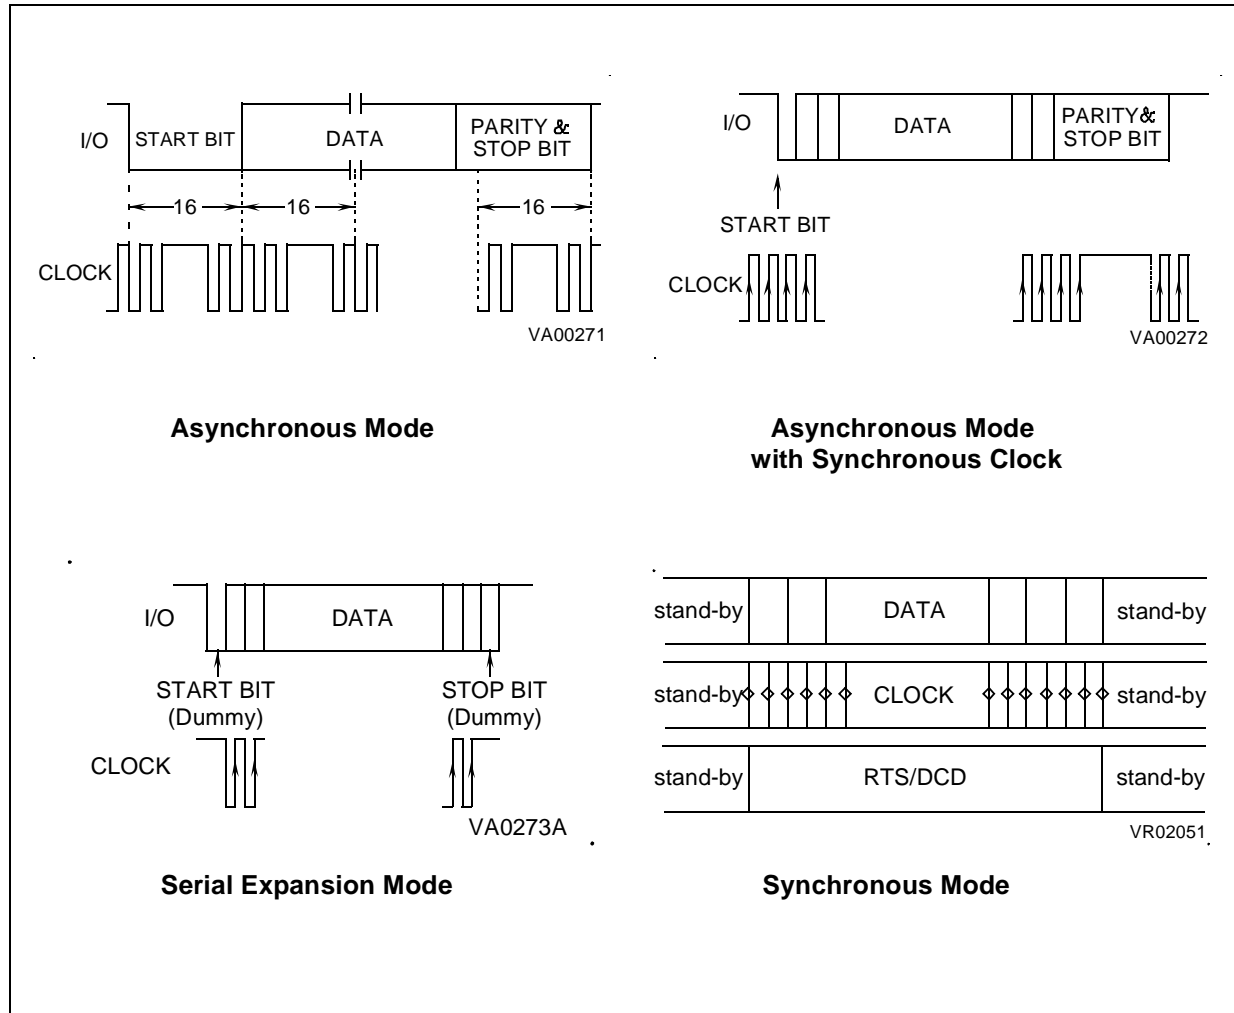 I/O
START BIT
DATA
PARITY &
STOP BIT
16
16
16
CLOCK
VA00271
Asynchronous Mode
I/O
DATA
PARITY&
STOP BIT
START BIT
CLOCK
VA00272
Asynchronous Mode
with Synchronous Clock
I/O
DATA
START BIT
(Dummy)
STOP BIT
(Dummy)
CLOCK
VA0273A
Serial Expansion Mode
stand-by
DATA
stand-by
stand-by
CLOCK
stand-by
stand-by
RTS/DCD
stand-by
VR02051
Synchronous Mode